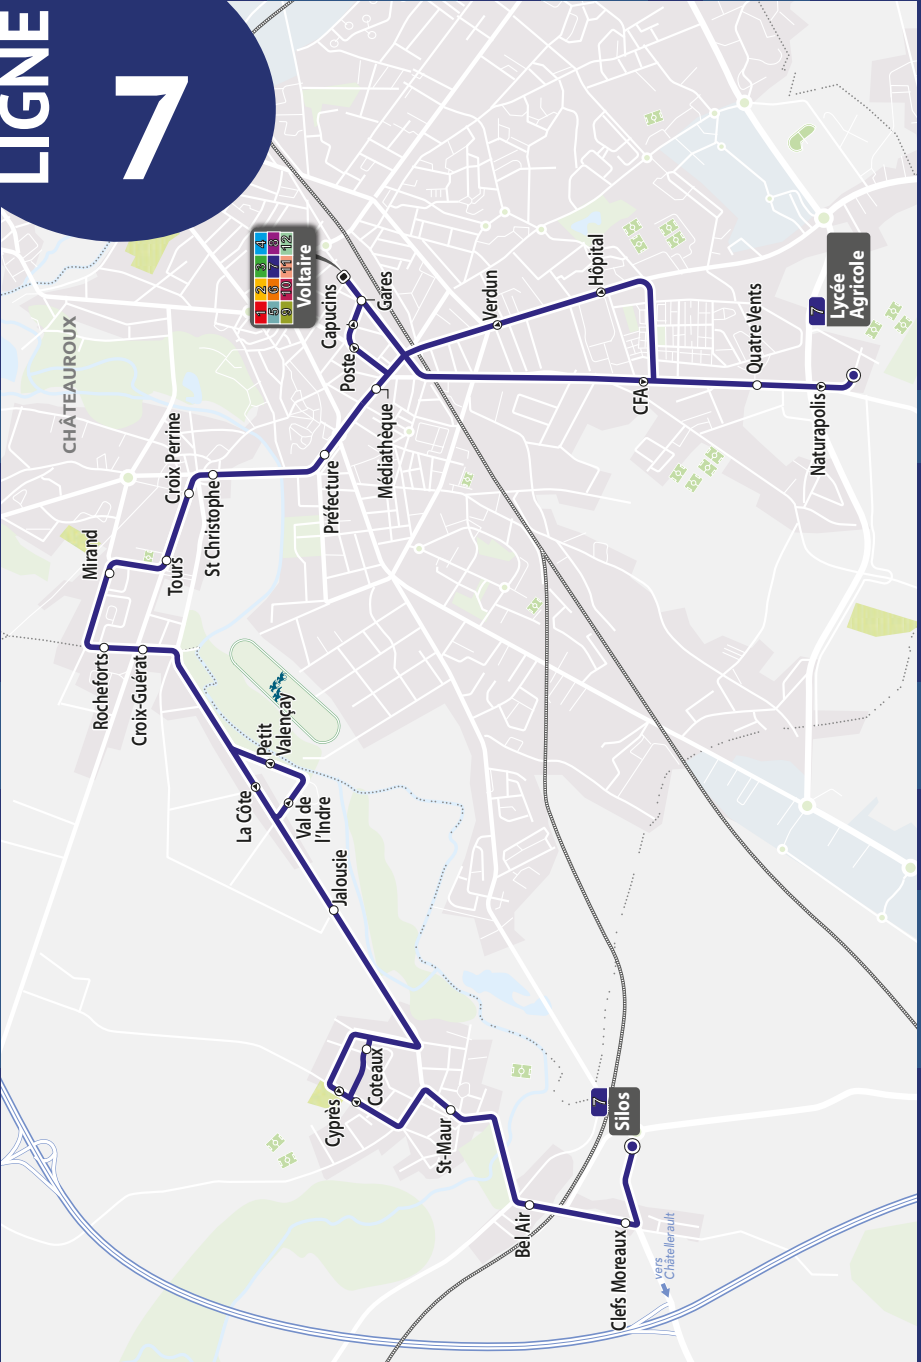 LIGNE
7
CHÂTEAUROUX
1 2 3 4
5 6 7 8
9 10 11 12
Voltaire
Capucins
Gares
Poste
Médiathèque
Préfecture
Verdun
Hôpital
CFA
Quatre Vents
Naturapolis
7
Lycée
Agricole
Croix Perrine
St Christophe
Tours
Mirand
Rocheforts
Croix-Guérat
Petit
Valençay
La Côte
Val de
l'Indre
Jalousie
Coteaux
Cyprès
St-Maur
Bel Air
Clefs Moreaux
7
Silos
vers
Châtellerault